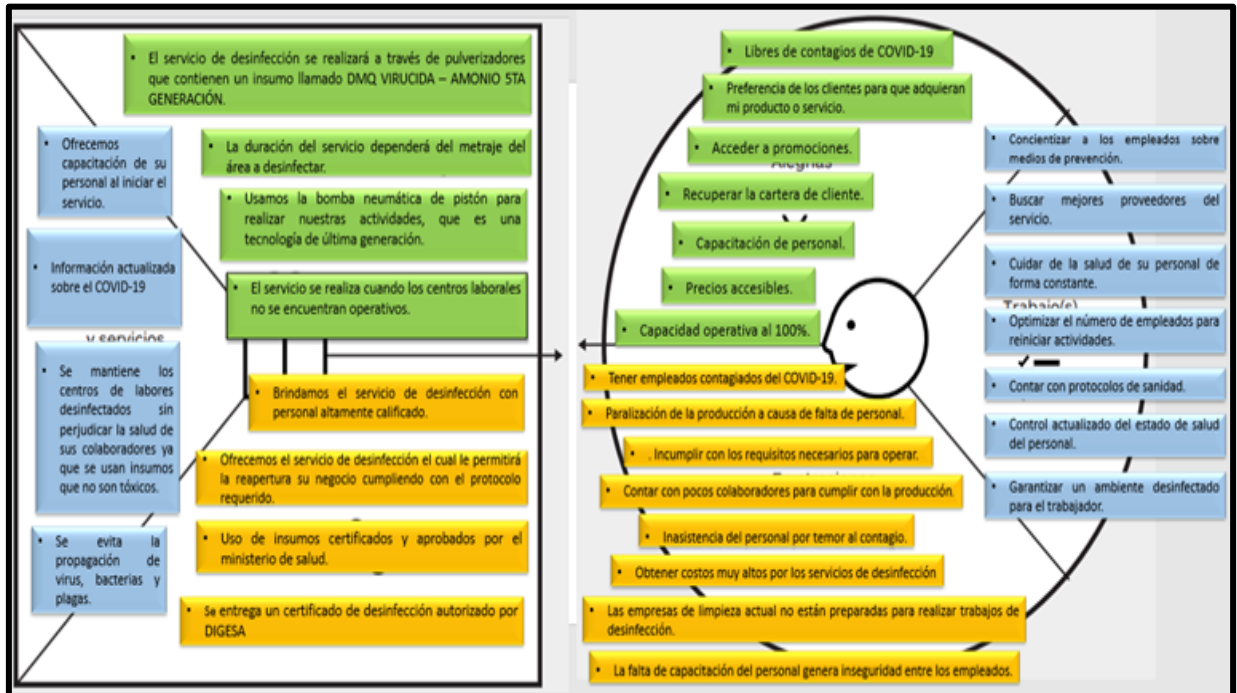 • El servicio de desinfección se realizará a través de pulverizadores
que contienen un insumo llamado DMQ VIRUCIDA – AMONIO 5TA
GENERACIÓN.
• La duración del servicio dependerá del metraje del
área a desinfectar.
• Usamos la bomba neumática de pistón para
realizar nuestras actividades, que es una
tecnología de última generación.
• El servicio se realiza cuando los centros laborales
no se encuentran operativos.
• Ofrecemos
capacitación de su
personal al iniciar el
servicio.
• Información actualizada
sobre el COVID-19
y servicios
• Se mantiene los
centros de labores
desinfectados sin
perjudicar la salud de
sus colaboradores ya
que se usan insumos
que no son tóxicos.
• Se evita la
propagación de
virus, bacterias y
plagas.
• Brindamos el servicio de desinfección con
personal altamente calificado.
• Ofrecemos el servicio de desinfección el cual le permitirá
la reapertura su negocio cumpliendo con el protocolo
requerido.
• Uso de insumos certificados y aprobados por el
ministerio de salud.
• Se entrega un certificado de desinfección autorizado por
DIGESA
• Libres de contagios de COVID-19
• Preferencia de los clientes para que adquieran
mi producto o servicio.
• Acceder a promociones.
Alegrías
• Recuperar la cartera de cliente.
• Capacitación de personal.
• Precios accesibles.
• Capacidad operativa al 100%.
• Tener empleados contagiados del COVID-19.
• Paralización de la producción a causa de falta de personal.
• . Incumplir con los requisitos necesarios para operar.
• Contar con pocos colaboradores para cumplir con la producción.
• Inasistencia del personal por temor al contagio.
• Obtener costos muy altos por los servicios de desinfección
• Las empresas de limpieza actual no están preparadas para realizar trabajos de
desinfección.
• La falta de capacitación del personal genera inseguridad entre los empleados.
• Concientizar a los empleados sobre
medios de prevención.
• Buscar mejores proveedores del
servicio.
• Cuidar de la salud de su personal de
forma constante.
Trabajo(s)
• Optimizar el número de empleados para
reiniciar actividades.
• Contar con protocolos de sanidad.
• Control actualizado del estado de salud
del personal.
• Garantizar un ambiente desinfectado
para el trabajador.